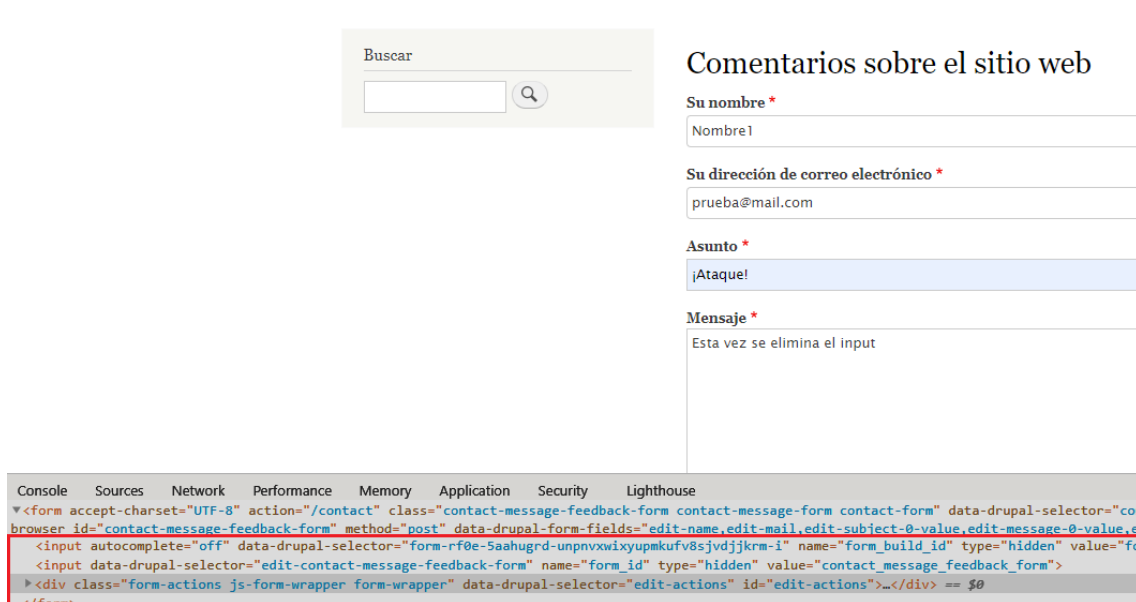 Buscar
Comentarios sobre el sitio web
Su nombre *
Nombre1
Su dirección de correo electrónico *
prueba@mail.com
Asunto *
¡Ataque!
Mensaje *
Esta vez se elimina el input
Console Sources Network Performance Memory Application Security Lighthouse
▼<form accept-charset="UTF-8" action="/contact" class="contact-message-feedback-form contact-message-form contact-form" data-drupal-selector="co
browser id="contact-message-feedback-form" method="post" data-drupal-form-fields="edit-name,edit-mail,edit-subject-0-value,edit-message-0-value,e
<input autocomplete="off" data-drupal-selector="form-rf0e-5aahugrd-unpnvxwixyupmkufv8sjvdjjkrm-i" name="form_build_id" type="hidden" value="fo
<input data-drupal-selector="edit-contact-message-feedback-form" name="form_id" type="hidden" value="contact_message_feedback_form">
▶<div class="form-actions js-form-wrapper form-wrapper" data-drupal-selector="edit-actions" id="edit-actions">…</div> == $0
</form>